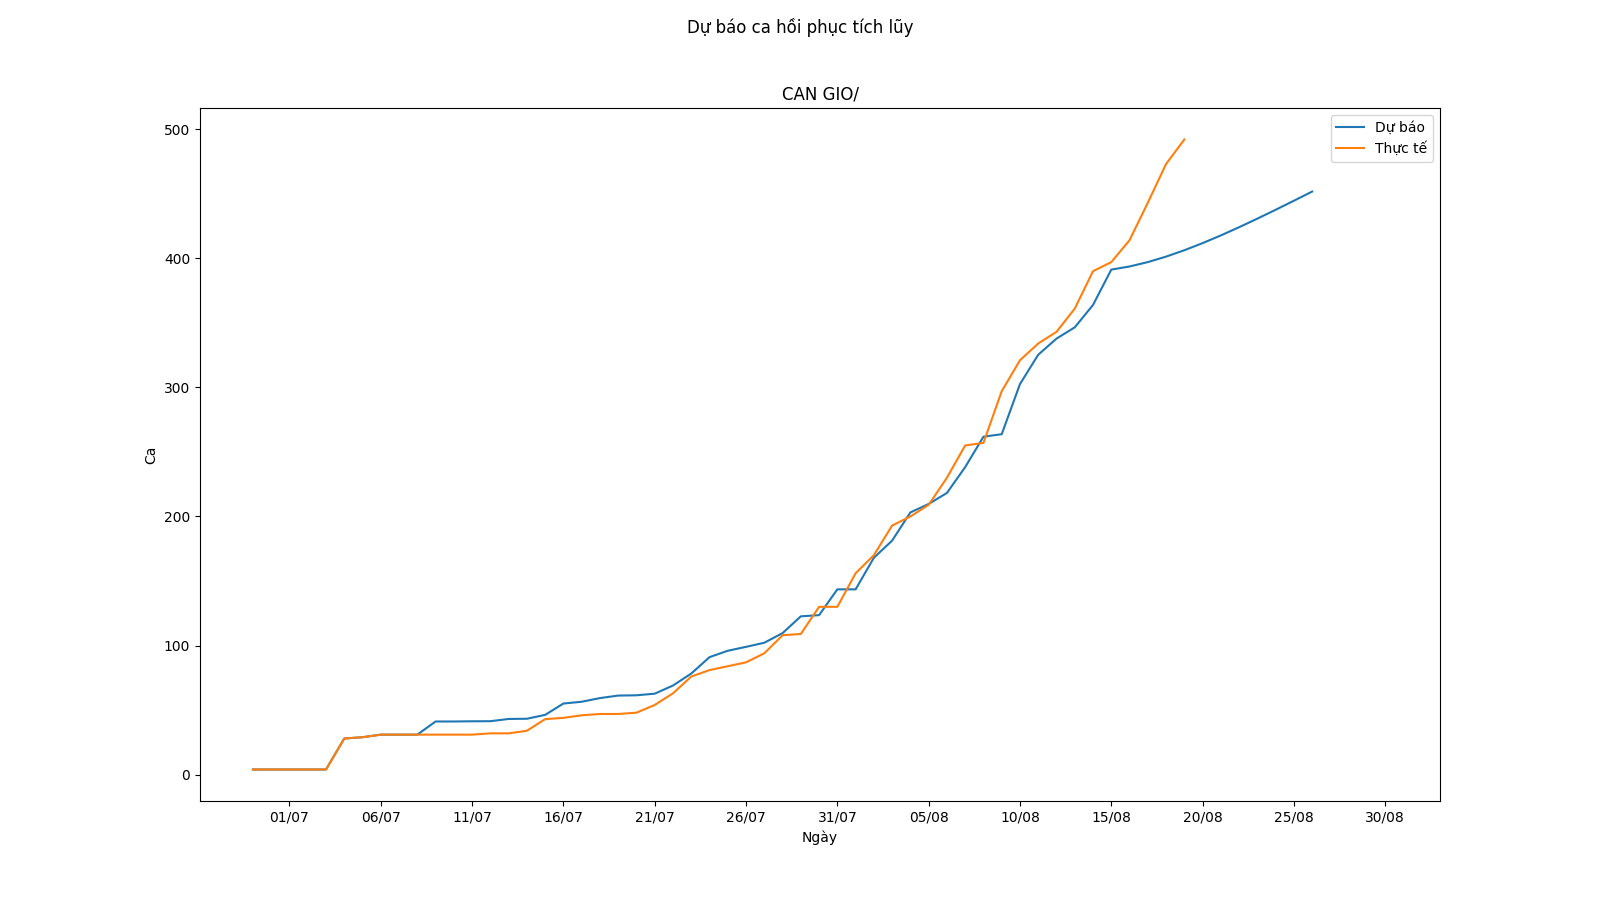 Dự báo ca hồi phục tích lũy
CAN GIO/
Dự báo
Thực tế
500
400
300
200
100
0
Ca
01/07 06/07 11/07 16/07 21/07 26/07 31/07 05/08 10/08 15/08 20/08 25/08 30/08
Ngày